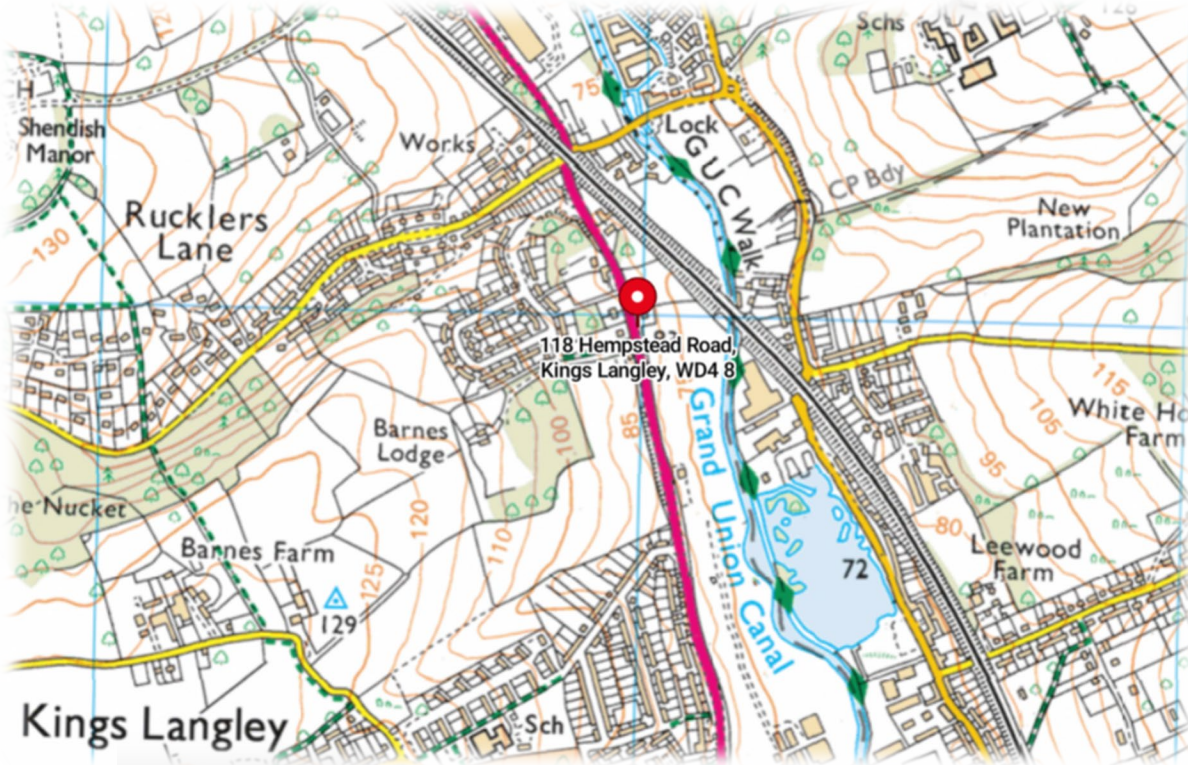 Schs
128
120
75
H
Shendish
Manor
Works
Lock
G U C Walk
CP Bdy
New
Plantation
Rucklers
Lane
130
118 Hempstead Road,
Kings Langley, WD4 8
115
White Ho
Farm
105
Barnes
Lodge
100
85
Grand Union Canal
95
he Nucket
120
110
80
Barnes Farm
125
129
72
Leewood
Farm
Kings Langley
Sch